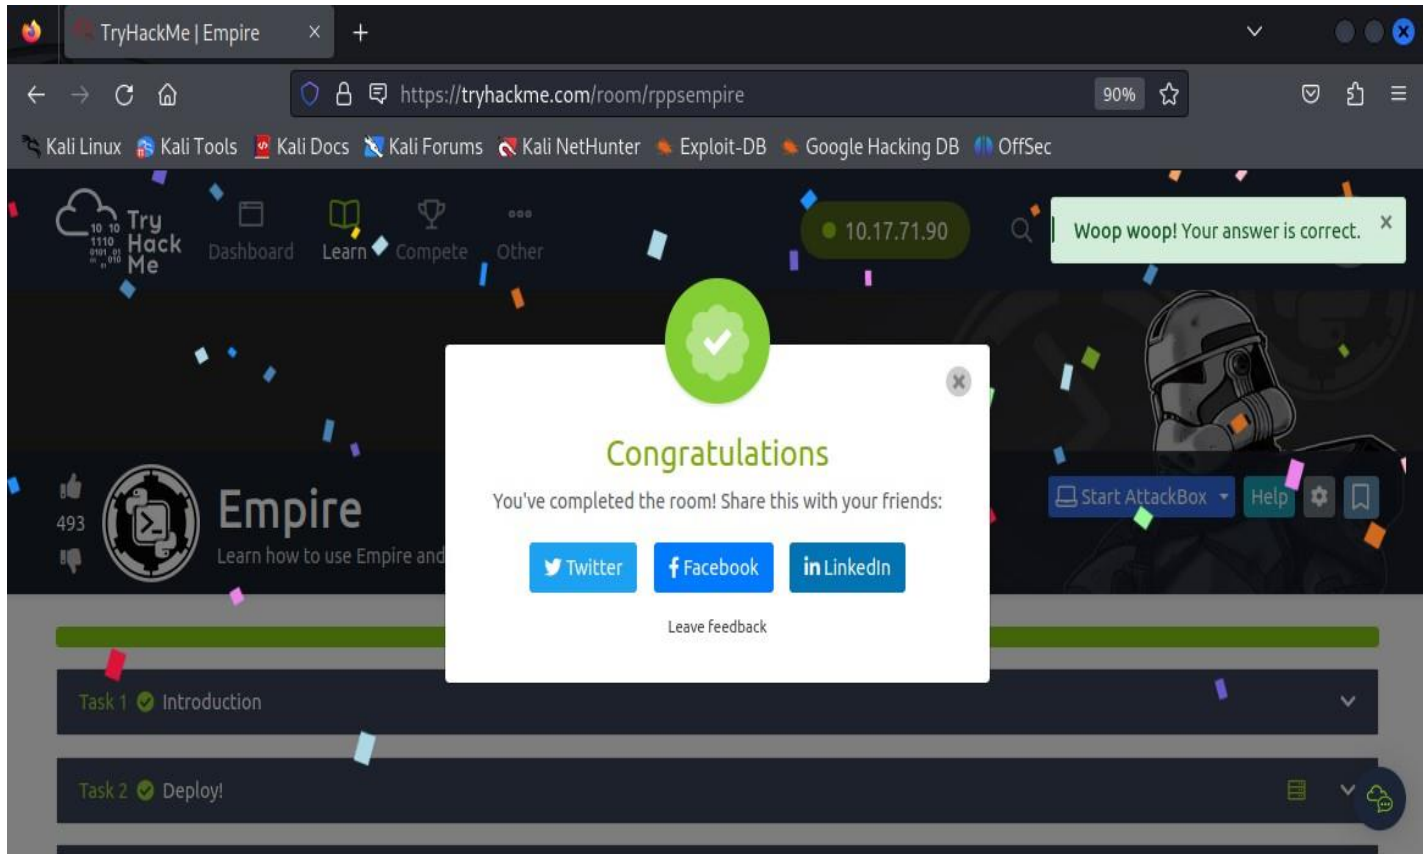 TryHackMe | Empire
https://tryhackme.com/room/rppsempire
90%
Kali Linux Kali Tools Kali Docs Kali Forums Kali NetHunter Exploit-DB Google Hacking DB OffSec
Try
Hack
Me
Dashboard Learn Compete Other
10.17.71.90
Woop woop! Your answer is correct.
Congratulations
You've completed the room! Share this with your friends:
Twitter Facebook LinkedIn
Leave feedback
493
Empire
Learn how to use Empire and
Start AttackBox Help
Task 1 Introduction
Task 2 Deploy!